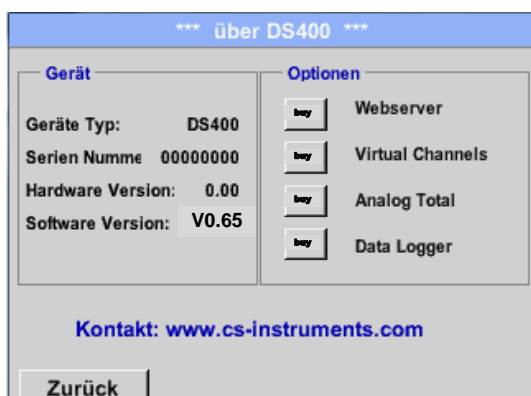 *** über DS400 ***
Gerät
Geräte Typ: DS400
Serien Numme 00000000
Hardware Version: 0.00
Software Version: V0.65
Optionen
buy Webserver
buy Virtual Channels
buy Analog Total
buy Data Logger
Kontakt: www.cs-instruments.com
Zurück